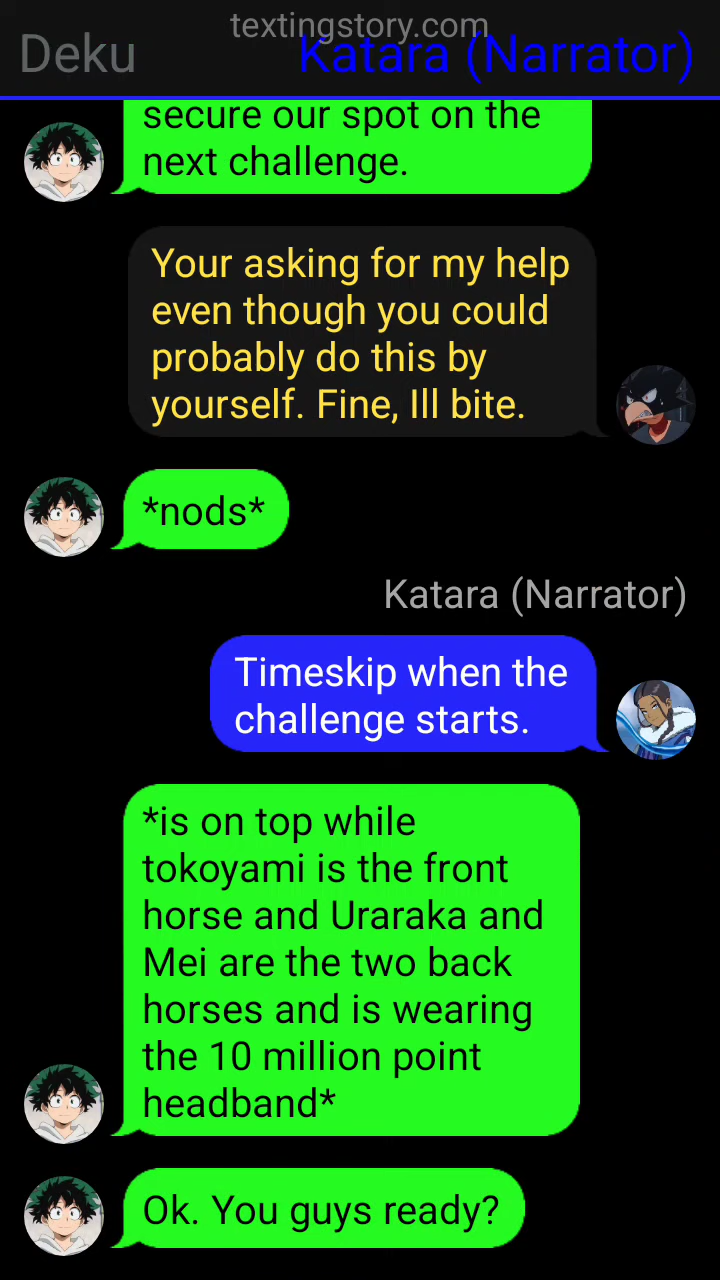 textingstory.com
Deku
Katara (Narrator)
secure our spot on the
next challenge.
Your asking for my help
even though you could
probably do this by
yourself. Fine, Ill bite.
*nods*
Katara (Narrator)
Timeskip when the
challenge starts.
*is on top while
tokoyami is the front
horse and Uraraka and
Mei are the two back
horses and is wearing
the 10 million point
headband*
Ok. You guys ready?